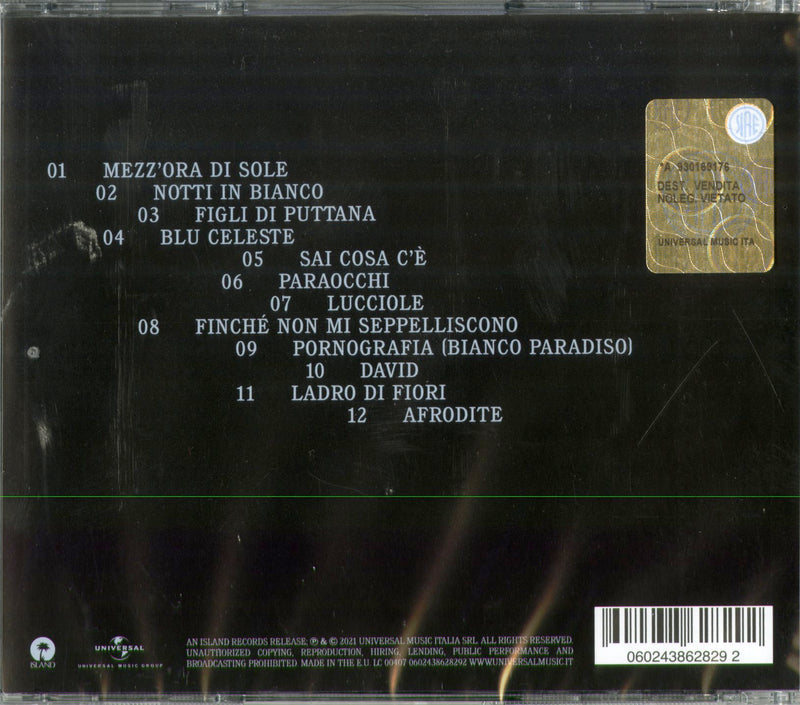 01 MEZZ'ORA DI SOLE
02 NOTTI IN BIANCO
03 FIGLI DI PUTTANA
04 BLU CELESTE
05 SAI COSA C'È
06 PARAOCCHI
07 LUCCIOLE
08 FINCHÉ NON MI SEPPELLISCONO
09 PORNOGRAFIA (BIANCO PARADISO)
10 DAVID
11 LADRO DI FIORI
12 AFRODITE
SIAE
*A 930169176
DEST. VENDITA
NOLEG. VIETATO
UNIVERSAL MUSIC ITA
ISLAND
UNIVERSAL
UNIVERSAL MUSIC GROUP
AN ISLAND RECORDS RELEASE; ℗ & © 2021 UNIVERSAL MUSIC ITALIA SRL. ALL RIGHTS RESERVED.
UNAUTHORIZED COPYING, REPRODUCTION, HIRING, LENDING, PUBLIC PERFORMANCE AND
BROADCASTING PROHIBITED. MADE IN THE E.U. LC 00407 0602438628292 WWW.UNIVERSALMUSIC.IT
060243862829 2